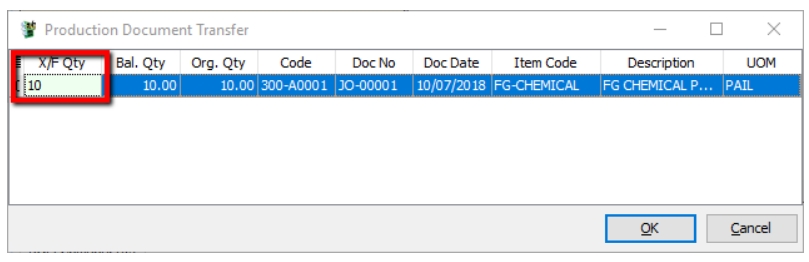 Production Document Transfer
X/F Qty Bal. Qty Org. Qty Code Doc No Doc Date Item Code Description UOM
10 10.00 10.00 300-A0001 JO-00001 10/07/2018 FG-CHEMICAL FG CHEMICAL P... PAIL
OK Cancel